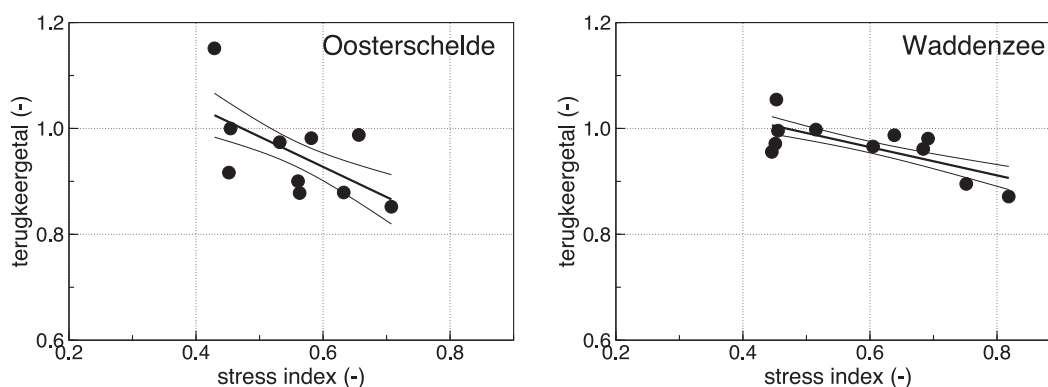 Oosterschelde
terugkeergetal (-)
1.2
1.0
0.8
0.6
0.2 0.4 0.6 0.8
stress index (-)
Waddenzee
terugkeergetal (-)
1.2
1.0
0.8
0.6
0.2 0.4 0.6 0.8
stress index (-)